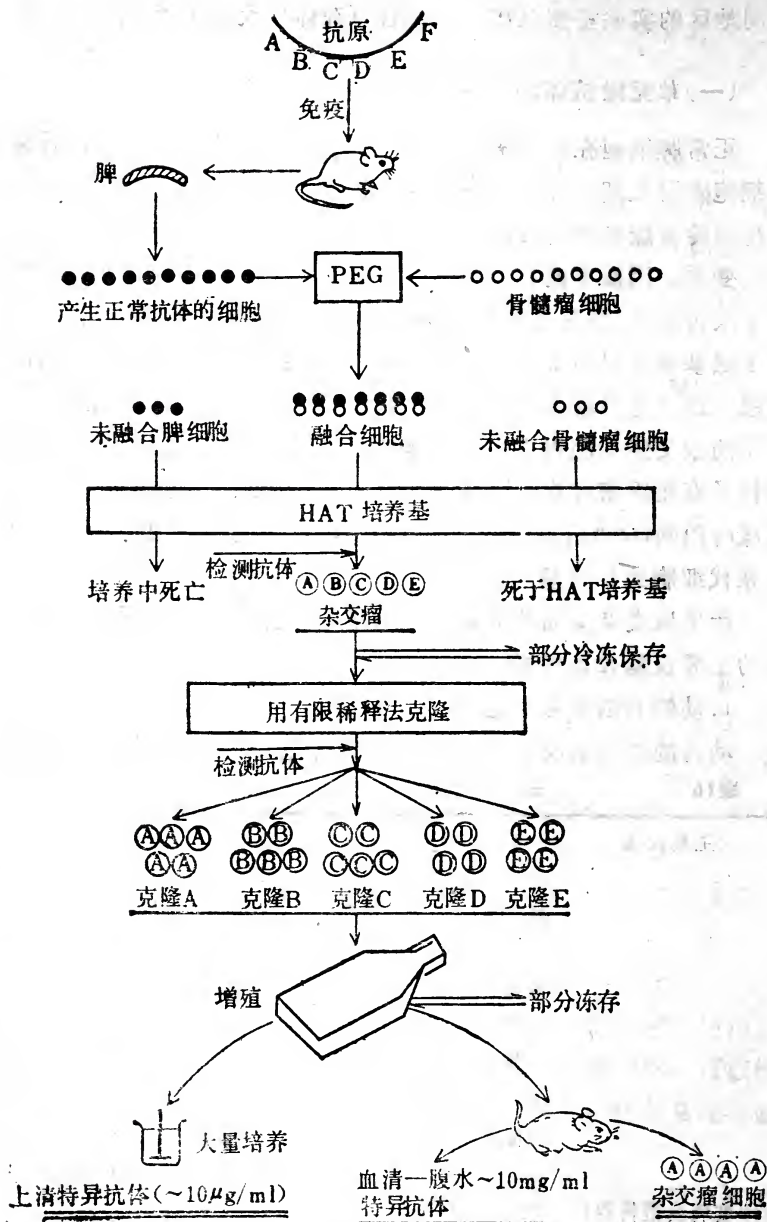 抗原
A B C D E F
免疫
脾
PEG
产生正常抗体的细胞
骨髓瘤细胞
未融合脾细胞
融合细胞
未融合骨髓瘤细胞
HAT 培养基
检测抗体
培养中死亡
A B C D E
死于HAT培养基
杂交瘤
部分冷冻保存
用有限稀释法克隆
检测抗体
A A A B B C C D D E E
A A B B B C C C D D E E
克隆A 克隆B 克隆C 克隆D 克隆E
增殖
部分冻存
大量培养
上清特异抗体(~10μg/ml)
血清一腹水~10mg/ml
特异抗体
A A A A
杂交瘤细胞